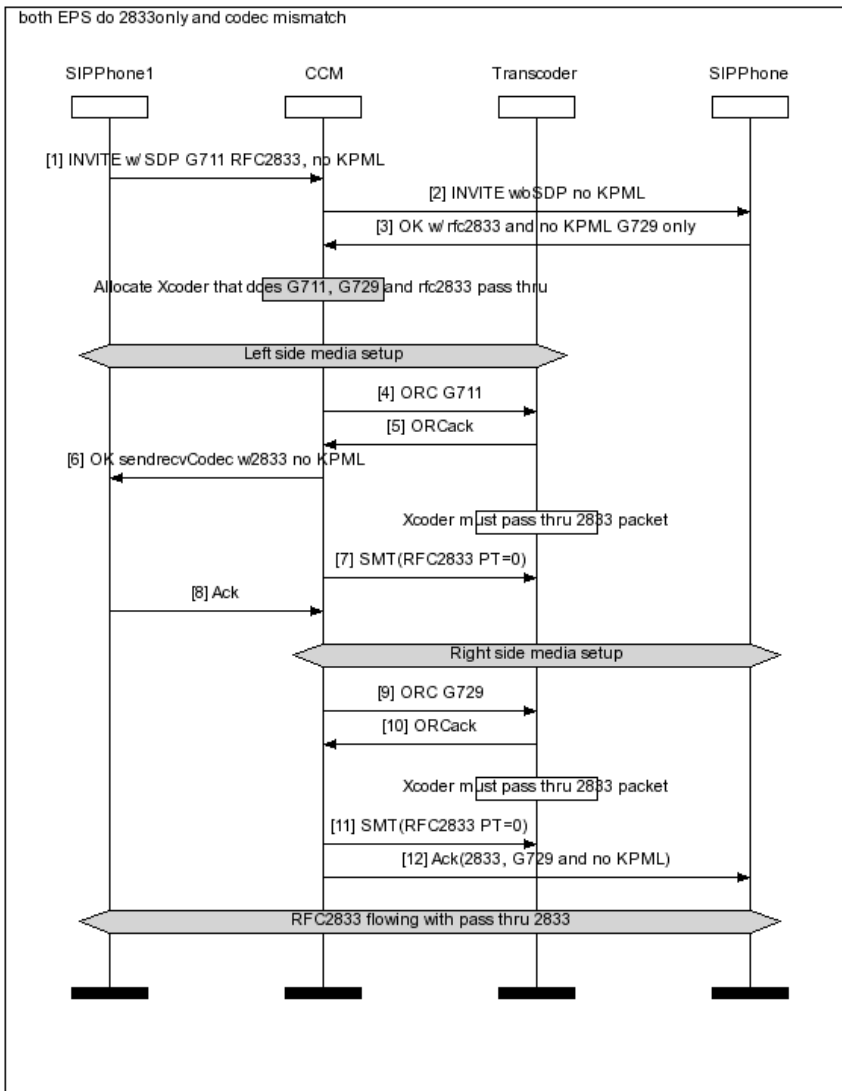 both EPS do 2833only and codec mismatch
SIPPhone1 CCM Transcoder SIPPhone
[1] INVITE w/ SDP G711 RFC2833, no KPML
[2] INVITE w/oSDP no KPML
[3] OK w/ rfc2833 and no KPML G729 only
Allocate Xcoder that does G711, G729 and rfc2833 pass thru
Left side media setup
[4] ORC G711
[5] ORCack
[6] OK sendrecvCodec w/2833 no KPML
Xcoder must pass thru 2833 packet
[7] SMT(RFC2833 PT=0)
[8] Ack
Right side media setup
[9] ORC G729
[10] ORCack
Xcoder must pass thru 2833 packet
[11] SMT(RFC2833 PT=0)
[12] Ack(2833, G729 and no KPML)
RFC2833 flowing with pass thru 2833